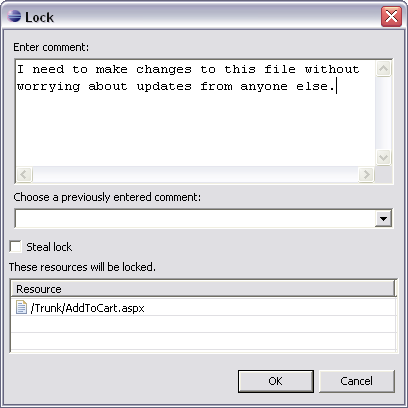 Lock
Enter comment:
I need to make changes to this file without
worrying about updates from anyone else.
Choose a previously entered comment:
Steal lock
These resources will be locked.
Resource
/Trunk/AddToCart.aspx
OK
Cancel